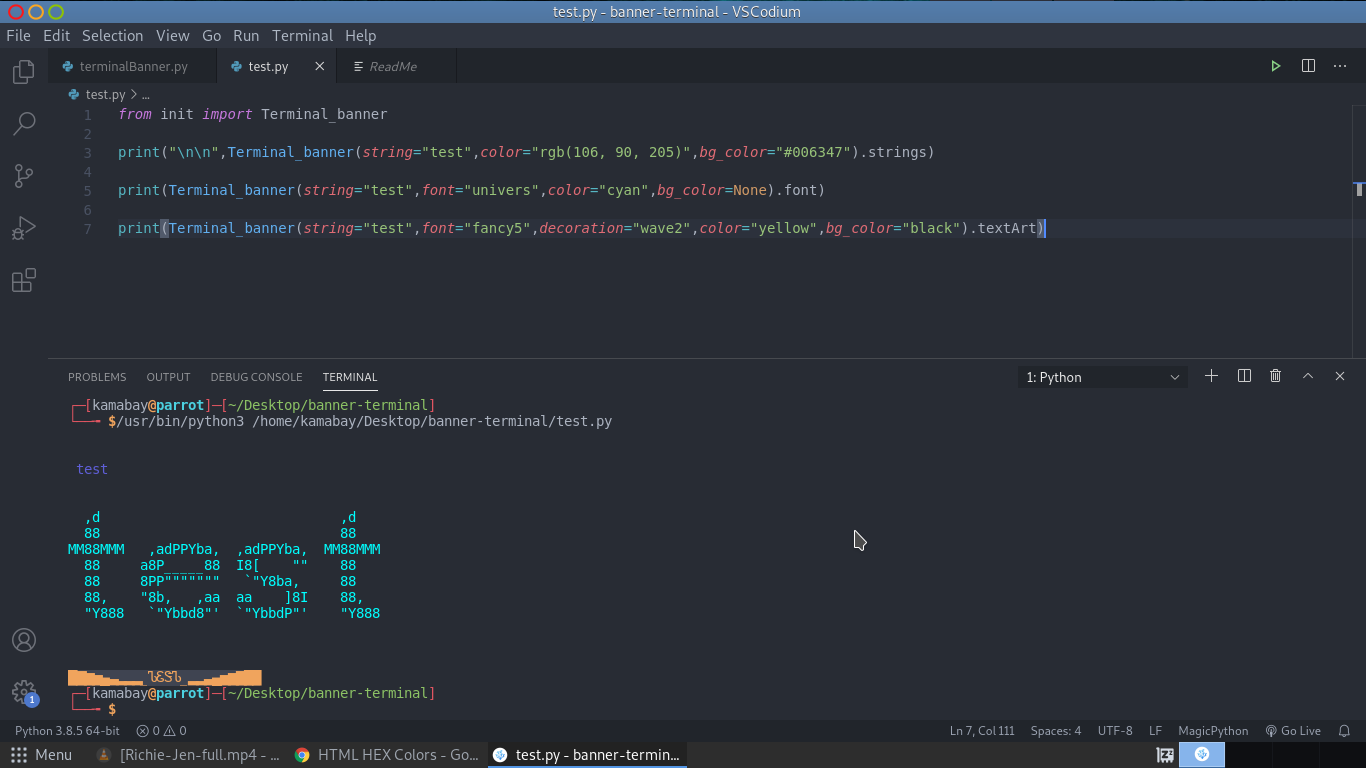 test.py - banner-terminal - VSCodium
File Edit Selection View Go Run Terminal Help
terminalBanner.py test.py ReadMe
test.py > ...
1 from init import Terminal_banner
2
3 print("\n\n",Terminal_banner(string="test",color="rgb(106, 90, 205)",bg_color="#006347").strings)
4
5 print(Terminal_banner(string="test",font="univers",color="cyan",bg_color=None).font)
6
7 print(Terminal_banner(string="test",font="fancy5",decoration="wave2",color="yellow",bg_color="black").textArt)
PROBLEMS OUTPUT DEBUG CONSOLE TERMINAL 1: Python
┌─[kamabay@parrot]─[~/Desktop/banner-terminal]
└──╼ $/usr/bin/python3 /home/kamabay/Desktop/banner-terminal/test.py
test
  ,d                              ,d
  88                              88
MM88MMM   ,adPPYba,  ,adPPYba,  MM88MMM
  88     a8P_____88  I8[    ""    88
  88     8PP"""""""   `"Y8ba,     88
  88,    "8b,   ,aa  aa    ]8I    88,
  "Y888   `"Ybbd8"'  `"YbbdP"'    "Y888
┌─[kamabay@parrot]─[~/Desktop/banner-terminal]
└──╼ $
1
Python 3.8.5 64-bit 0 0 Ln 7, Col 111 Spaces: 4 UTF-8 LF MagicPython Go Live
Menu [Richie-Jen-full.mp4 - ... HTML HEX Colors - Go... test.py - banner-termin...